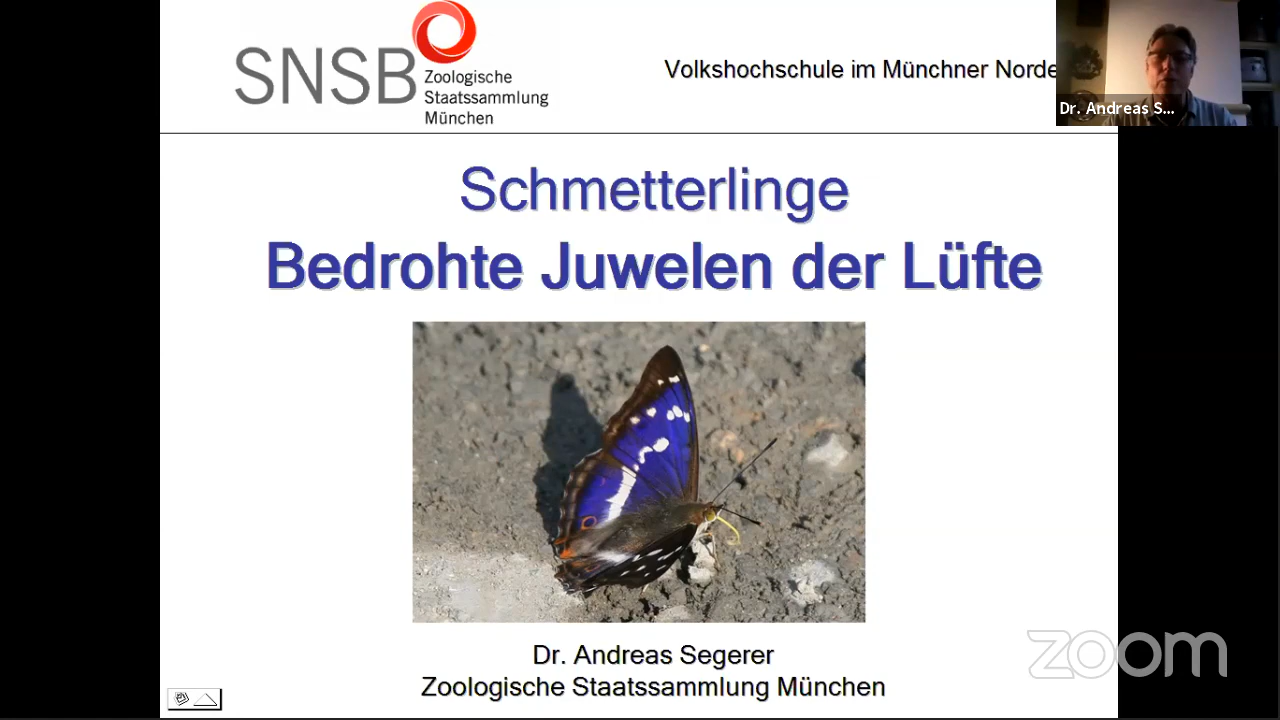 SNSB
Zoologische
Staatssammlung
München
Volkshochschule im Münchner Norde
Dr. Andreas S...
Schmetterlinge
Bedrohte Juwelen der Lüfte
Dr. Andreas Segerer
Zoologische Staatssammlung München
zoom